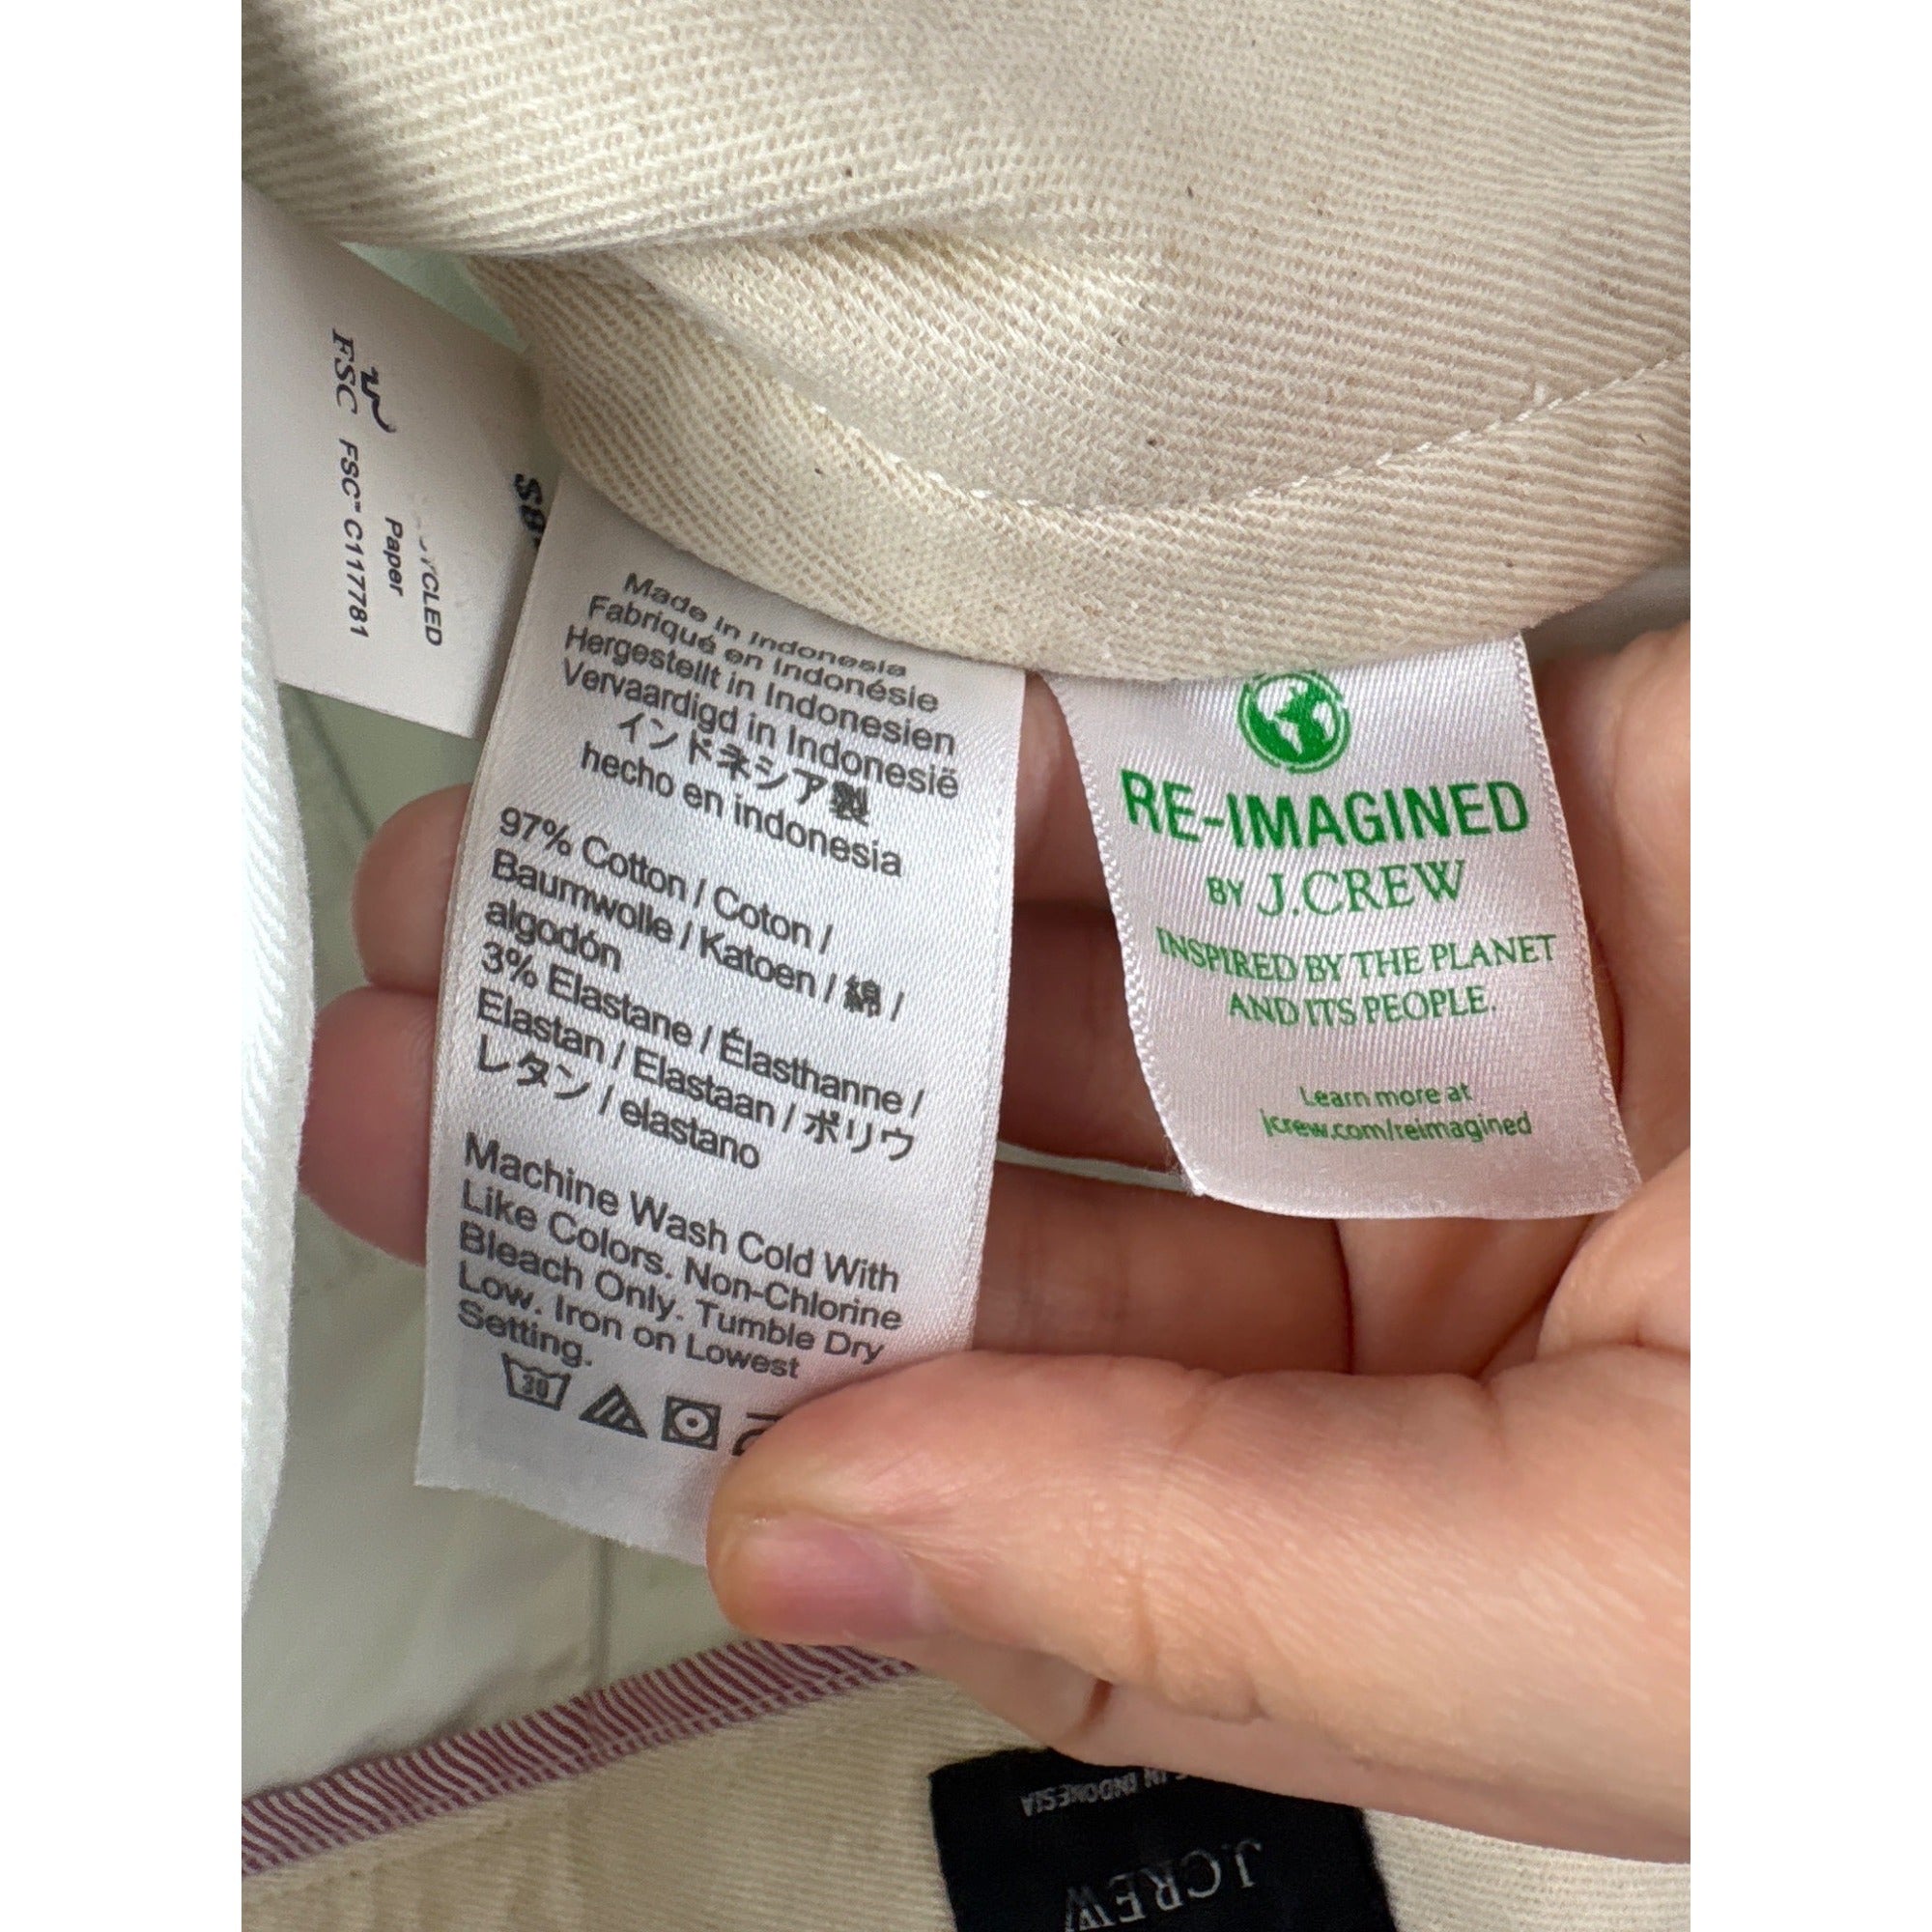 FSC FSC™ C117781
Paper
Made in Indonesia
Fabriqué en Indonésie
Hergestellt in Indonesien
Vervaardigd in Indonesië
インドネシア製
hecho en indonesia
97% Cotton / Coton /
Baumwolle / Katoen / 綿 /
algodón
3% Elastane / Élasthanne /
Elastan / Elastaan / ポリウ
レタン / elastano
Machine Wash Cold With
Like Colors. Non-Chlorine
Bleach Only. Tumble Dry
Low. Iron on Lowest
Setting.
30
RE-IMAGINED
BY J.CREW
INSPIRED BY THE PLANET
AND ITS PEOPLE.
Learn more at
jcrew.com/reimagined
J.CREW
IN INDONESIA